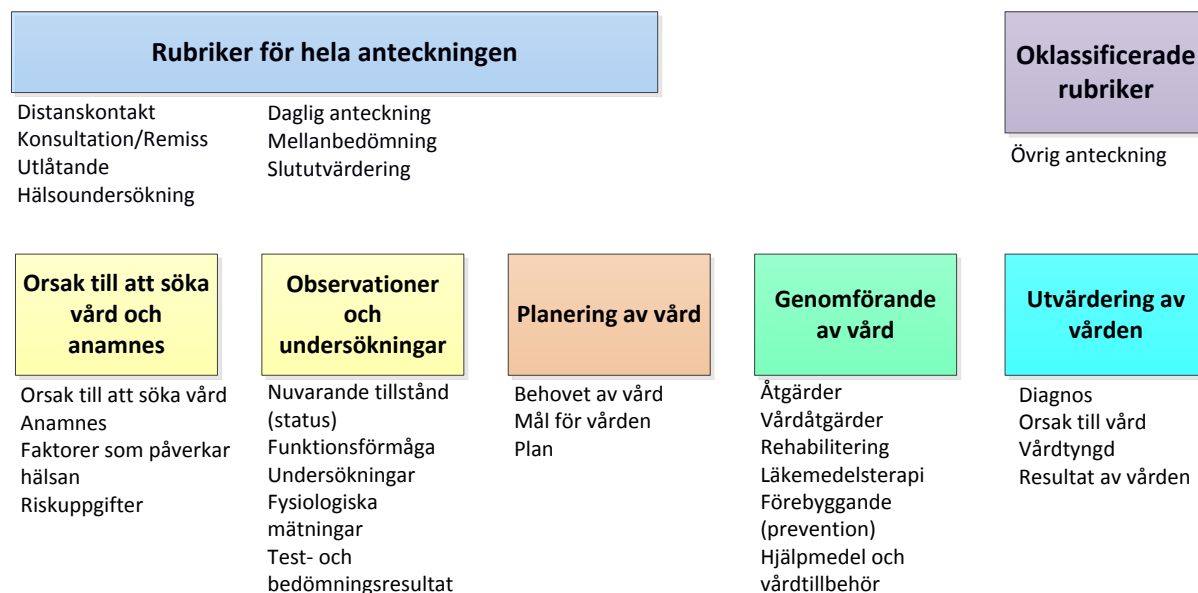 Rubriker för hela anteckningen
Distanskontakt
Konsultation/Remiss
Utlåtande
Hälsoundersökning
Daglig anteckning
Mellanbedömning
Slututvärdering
Oklassificerade
rubriker
Övrig anteckning
Orsak till att söka
vård och
anamnes
Orsak till att söka vård
Anamnes
Faktorer som påverkar
hälsan
Riskuppgifter
Observationer
och
undersökningar
Nuvarande tillstånd
(status)
Funktionsförmåga
Undersökningar
Fysiologiska
mätningar
Test- och
bedömningsresultat
Planering av vård
Behovet av vård
Mål för vården
Plan
Genomförande
av vård
Åtgärder
Vårdåtgärder
Rehabilitering
Läkemedelsterapi
Förebyggande
(prevention)
Hjälpmedel och
vårdtillbehör
Utvärdering av
vården
Diagnos
Orsak till vård
Vårdtyngd
Resultat av vården